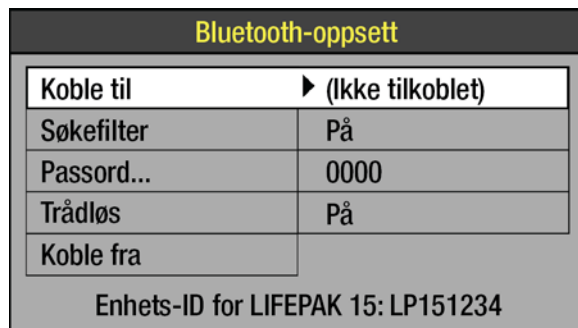 Bluetooth-oppsett
Koble til (Ikke tilkoblet)
Søkefilter På
Passord... 0000
Trådløs På
Koble fra
Enhets-ID for LIFEPAK 15: LP151234